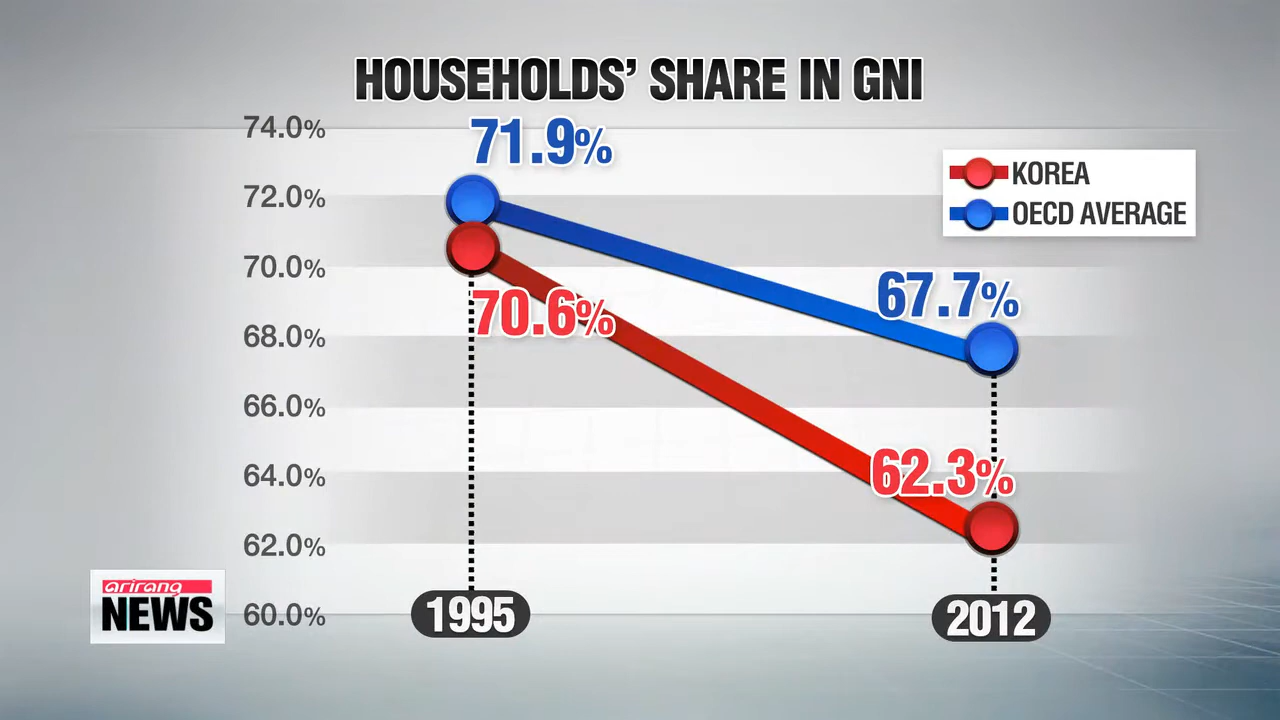 HOUSEHOLDS’ SHARE IN GNI
74.0%
72.0%
70.0%
68.0%
66.0%
64.0%
62.0%
60.0%
71.9%
70.6%
67.7%
62.3%
KOREA
OECD AVERAGE
1995
2012
arirang
NEWS